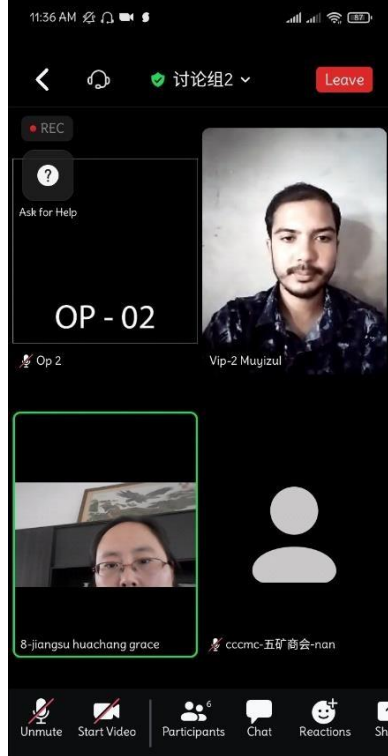 11:36 AM
87
讨论组2
Leave
REC
Ask for Help
OP - 02
Op 2
Vip-2 Muyizul
8-jiangsu huachang grace
cccmc-五矿商会-nan
6
Unmute
Start Video
Participants
Chat
Reactions
Sh